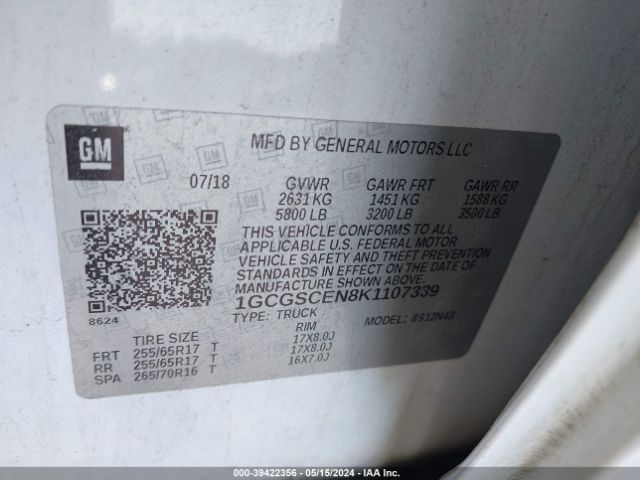 GM
MFD BY GENERAL MOTORS LLC
07/18 GVWR GAWR FRT GAWR RR
2631 KG 1451 KG 1588 KG
5800 LB 3200 LB 3500 LB
THIS VEHICLE CONFORMS TO ALL
APPLICABLE U.S. FEDERAL MOTOR
VEHICLE SAFETY AND THEFT PREVENTION
STANDARDS IN EFFECT ON THE DATE OF
MANUFACTURE SHOWN ABOVE.
1GCGSCEN8K1107339
8624
TYPE: TRUCK MODEL: 8912N43
TIRE SIZE RIM
FRT 255/65R17 T 17X8.0J
RR 255/65R17 T 17X8.0J
SPA 265/70R16 T 16X7.0J
000-39422356 - 05/15/2024 - IAA Inc.